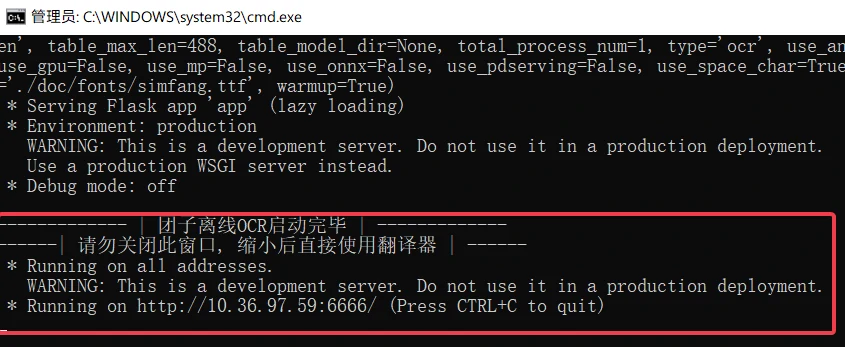 管理员: C:\WINDOWS\system32\cmd.exe
en', table_max_len=488, table_model_dir=None, total_process_num=1, type='ocr', use_an
use_gpu=False, use_mp=False, use_onnx=False, use_pdserving=False, use_space_char=True
='./doc/fonts/simfang.ttf', warmup=True)
* Serving Flask app 'app' (lazy loading)
* Environment: production
WARNING: This is a development server. Do not use it in a production deployment.
Use a production WSGI server instead.
* Debug mode: off
------------- | 团子离线OCR启动完毕 | -------------
------| 请勿关闭此窗口, 缩小后直接使用翻译器 | ------
* Running on all addresses.
WARNING: This is a development server. Do not use it in a production deployment.
* Running on http://10.36.97.59:6666/ (Press CTRL+C to quit)